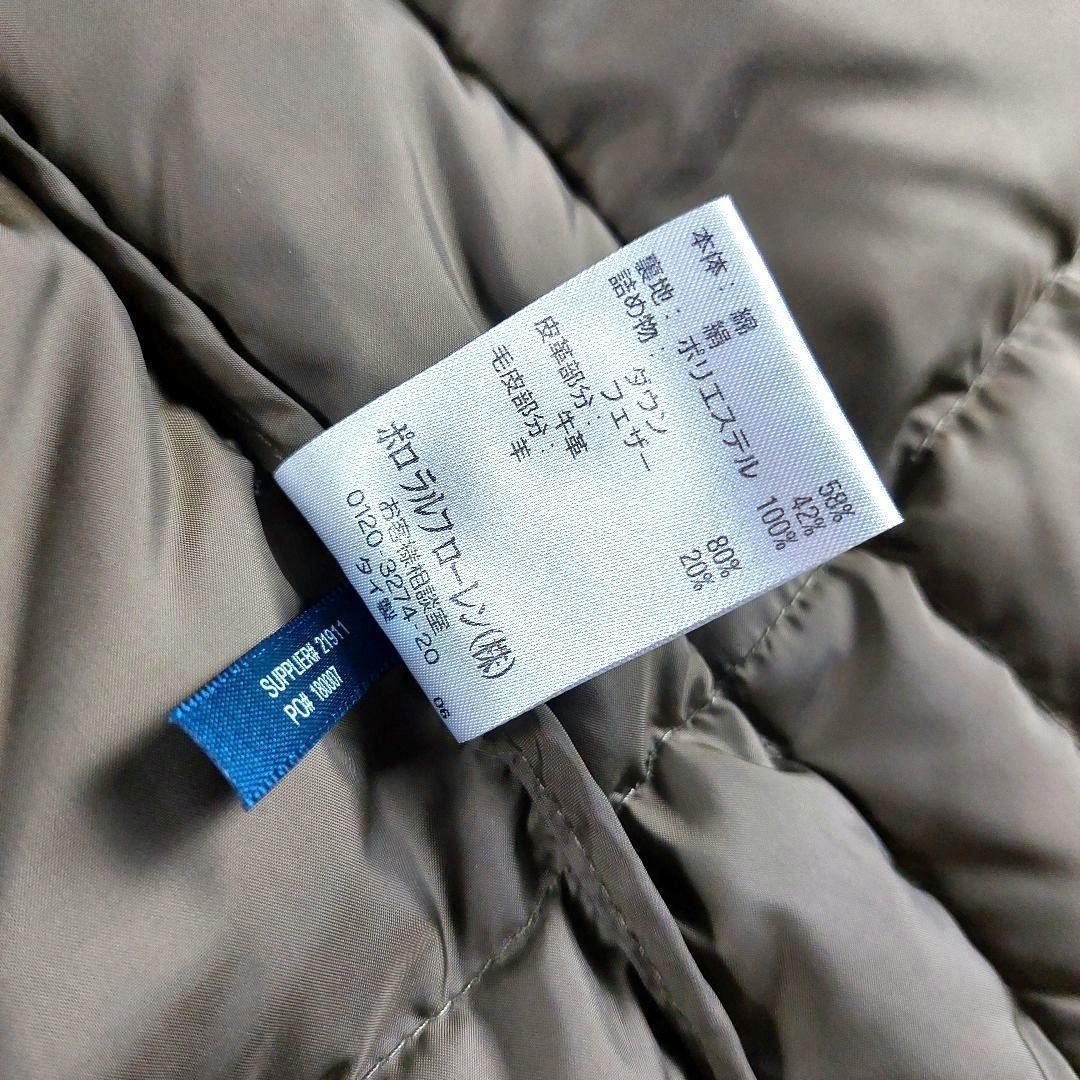 本体: 綿 58%
絹 42%
裏地: ポリエステル 100%
詰め物:
ダウン 80%
フェザー 20%
皮革部分: 牛革
毛皮部分: 羊
ポロ ラルフ ローレン(株)
お客様相談室
0120-3274-20
タイ製
06
SUPPLIER# 21911
PO# 180307